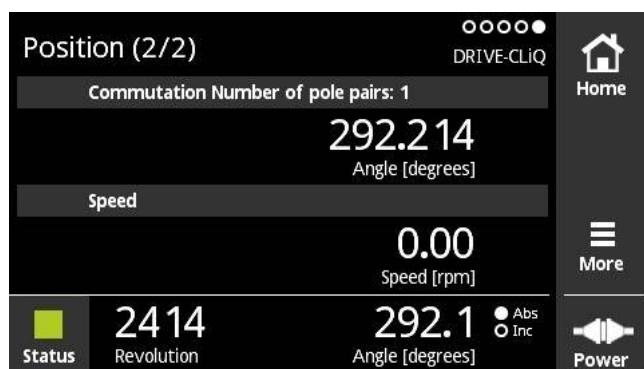 Position (2/2)
DRIVE-CLiQ
Home
Commutation Number of pole pairs: 1
292.214
Angle [degrees]
Speed
0.00
Speed [rpm]
More
2414
292.1
Abs
Inc
Status
Revolution
Angle [degrees]
Power